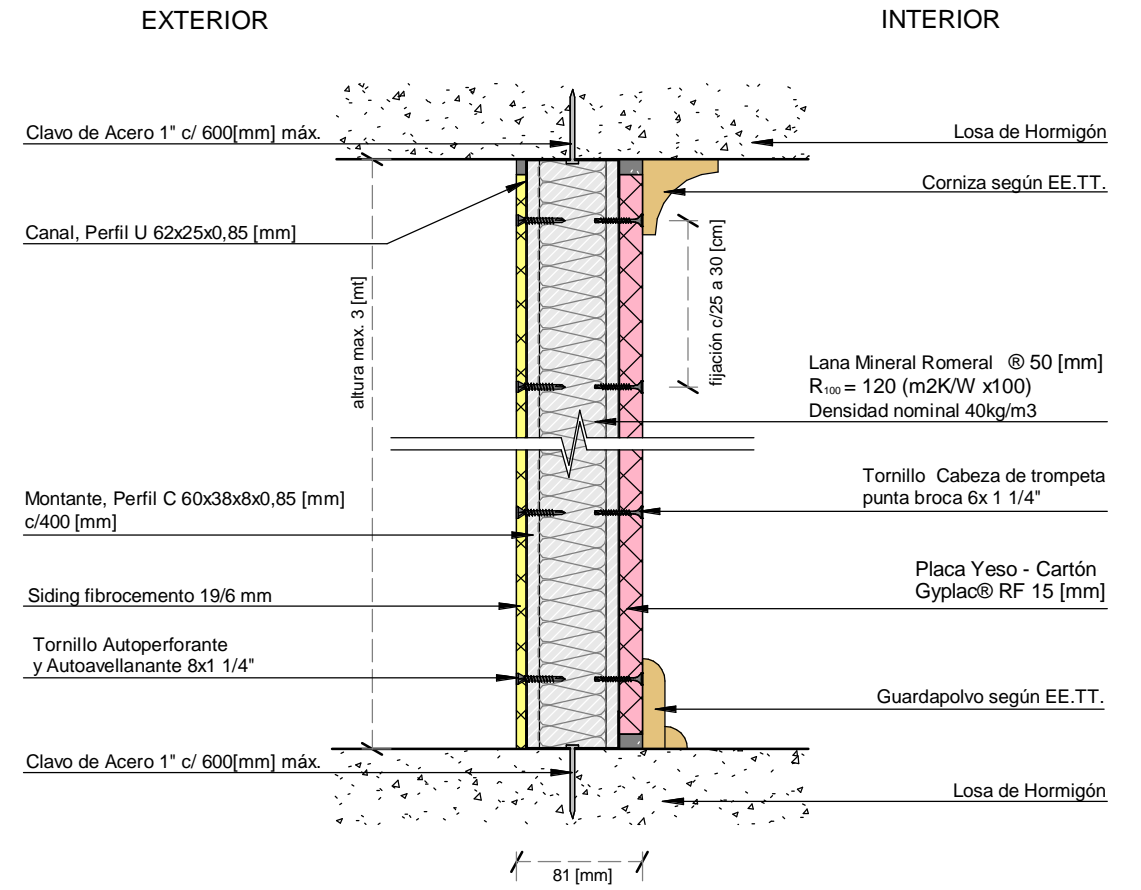 EXTERIOR
INTERIOR
Clavo de Acero 1" c/ 600[mm] máx.
Losa de Hormigón
Corniza según EE.TT.
Canal, Perfil U 62x25x0,85 [mm]
altura max. 3 [mt]
fijación c/25 a 30 [cm]
Lana Mineral Romeral ® 50 [mm]
R100 = 120 (m2K/W x100)
Densidad nominal 40kg/m3
Montante, Perfil C 60x38x8x0,85 [mm]
c/400 [mm]
Tornillo Cabeza de trompeta
punta broca 6x 1 1/4"
Siding fibrocemento 19/6 mm
Placa Yeso - Cartón
Gyplac® RF 15 [mm]
Tornillo Autoperforante
y Autoavellanante 8x1 1/4"
Guardapolvo según EE.TT.
Clavo de Acero 1" c/ 600[mm] máx.
Losa de Hormigón
81 [mm]